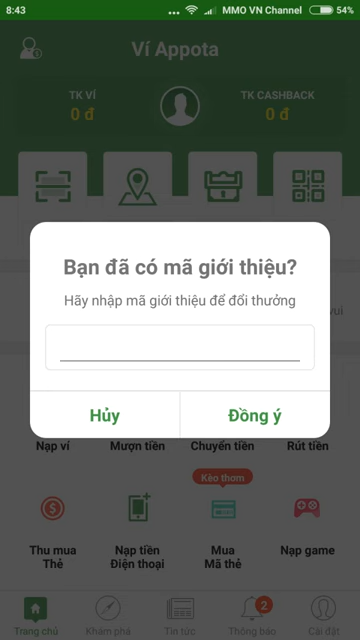 8:43
MMO VN Channel
54%
Ví Appota
TK VÍ
0 đ
TK CASHBACK
0 đ
Bạn đã có mã giới thiệu?
Hãy nhập mã giới thiệu để đổi thưởng
vui
Hủy
Đồng ý
Nạp ví
Mượn tiền
Chuyển tiền
Rút tiền
Kèo thơm
Thu mua
Thẻ
Nạp tiền
Điện thoại
Mua
Mã thẻ
Nạp game
2
Trang chủ
Khám phá
Tin tức
Thông báo
Cài đặt